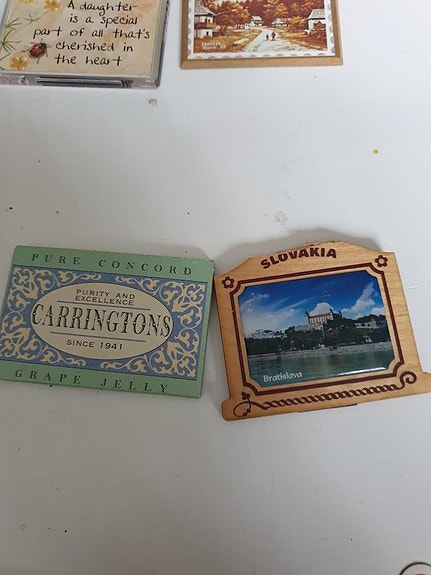 A daughter
is a special
part of all that's
cherished in
the heart
PURE CONCORD
PURITY AND
EXCELLENCE
CARRINGTONS
SINCE 1941
GRAPE JELLY
SLOVAKIA
Bratislava